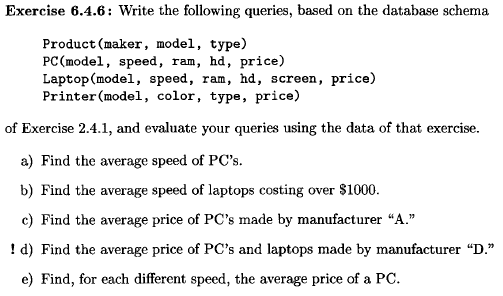 Exercise 6.4.6: Write the following queries, based on the database schema
Product(maker, model, type)
PC(model, speed, ram, hd, price)
Laptop(model, speed, ram, hd, screen, price)
Printer(model, color, type, price)
of Exercise 2.4.1, and evaluate your queries using the data of that exercise.
a) Find the average speed of PC's.
b) Find the average speed of laptops costing over $1000.
c) Find the average price of PC's made by manufacturer “A.”
! d) Find the average price of PC's and laptops made by manufacturer “D.”
e) Find, for each different speed, the average price of a PC.